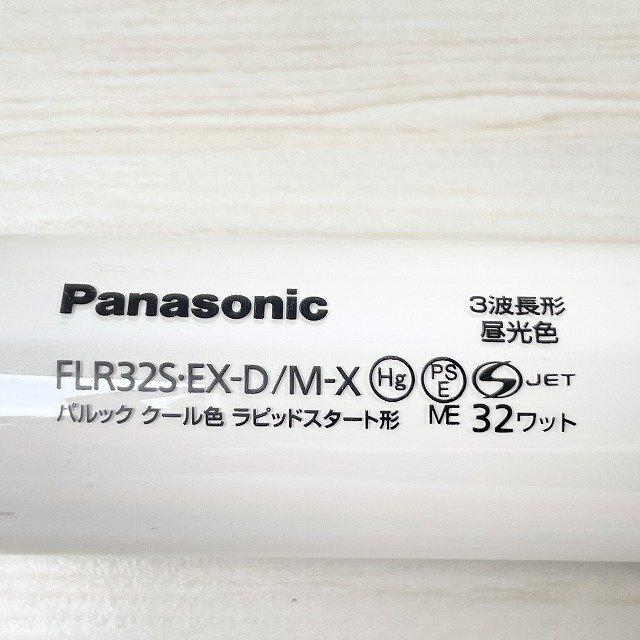 Panasonic
3波長形
昼光色
FLR32S・EX-D/M-X Hg PSE JET
パルック クール色 ラピッドスタート形 ME 32ワット